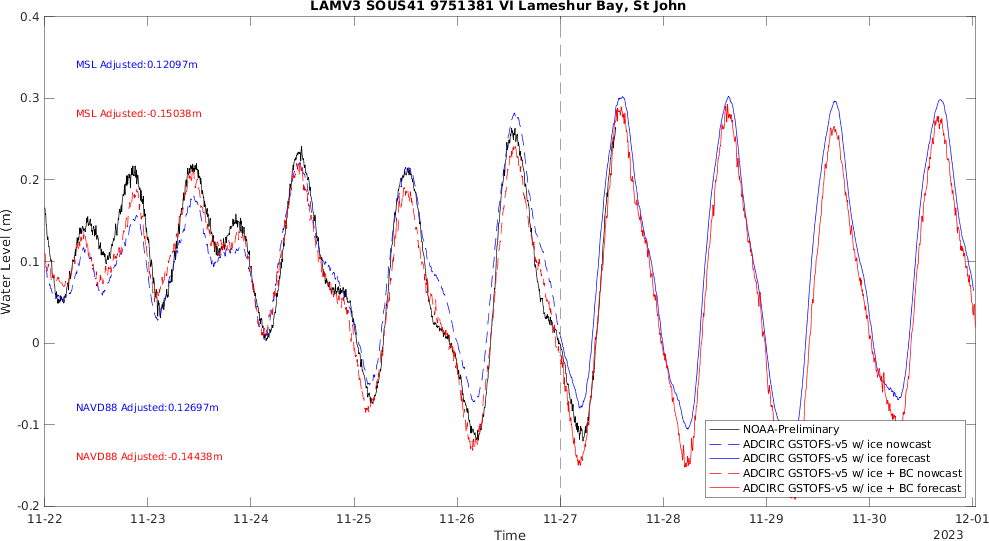 LAMV3 SOUS41 9751381 VI Lameshur Bay, St John
0.4
0.3
0.2
0.1
0
-0.1
-0.2
Water Level (m)
MSL Adjusted:0.12097m
MSL Adjusted:-0.15038m
NAVD88 Adjusted:0.12697m
NAVD88 Adjusted:-0.14438m
NOAA-Preliminary
ADCIRC GSTOFS-v5 w/ ice nowcast
ADCIRC GSTOFS-v5 w/ ice forecast
ADCIRC GSTOFS-v5 w/ ice + BC nowcast
ADCIRC GSTOFS-v5 w/ ice + BC forecast
11-22 11-23 11-24 11-25 11-26 11-27 11-28 11-29 11-30 12-01
Time
2023